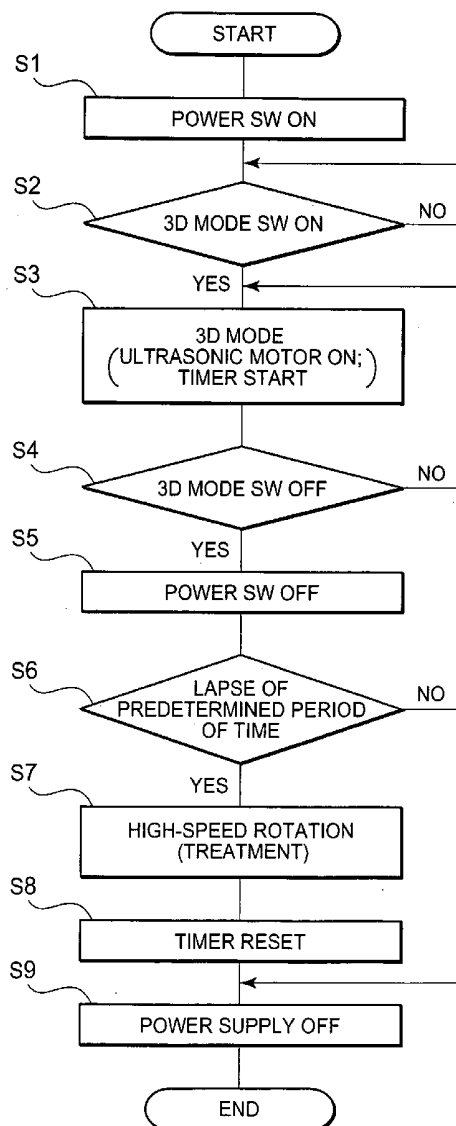 START
S1
POWER SW ON
S2
3D MODE SW ON
NO
YES
S3
3D MODE
(ULTRASONIC MOTOR ON;
TIMER START)
S4
3D MODE SW OFF
NO
YES
S5
POWER SW OFF
S6
LAPSE OF
PREDETERMINED PERIOD
OF TIME
NO
YES
S7
HIGH-SPEED ROTATION
(TREATMENT)
S8
TIMER RESET
S9
POWER SUPPLY OFF
END